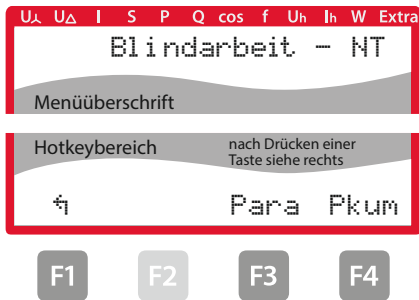 U⅄ U∆ I S P Q cos f Uh Ih W Extra
Blindarbeit - NT
Menüüberschrift
Hotkeybereich
nach Drücken einer
Taste siehe rechts
↰ Para Pkum
F1 F2 F3 F4